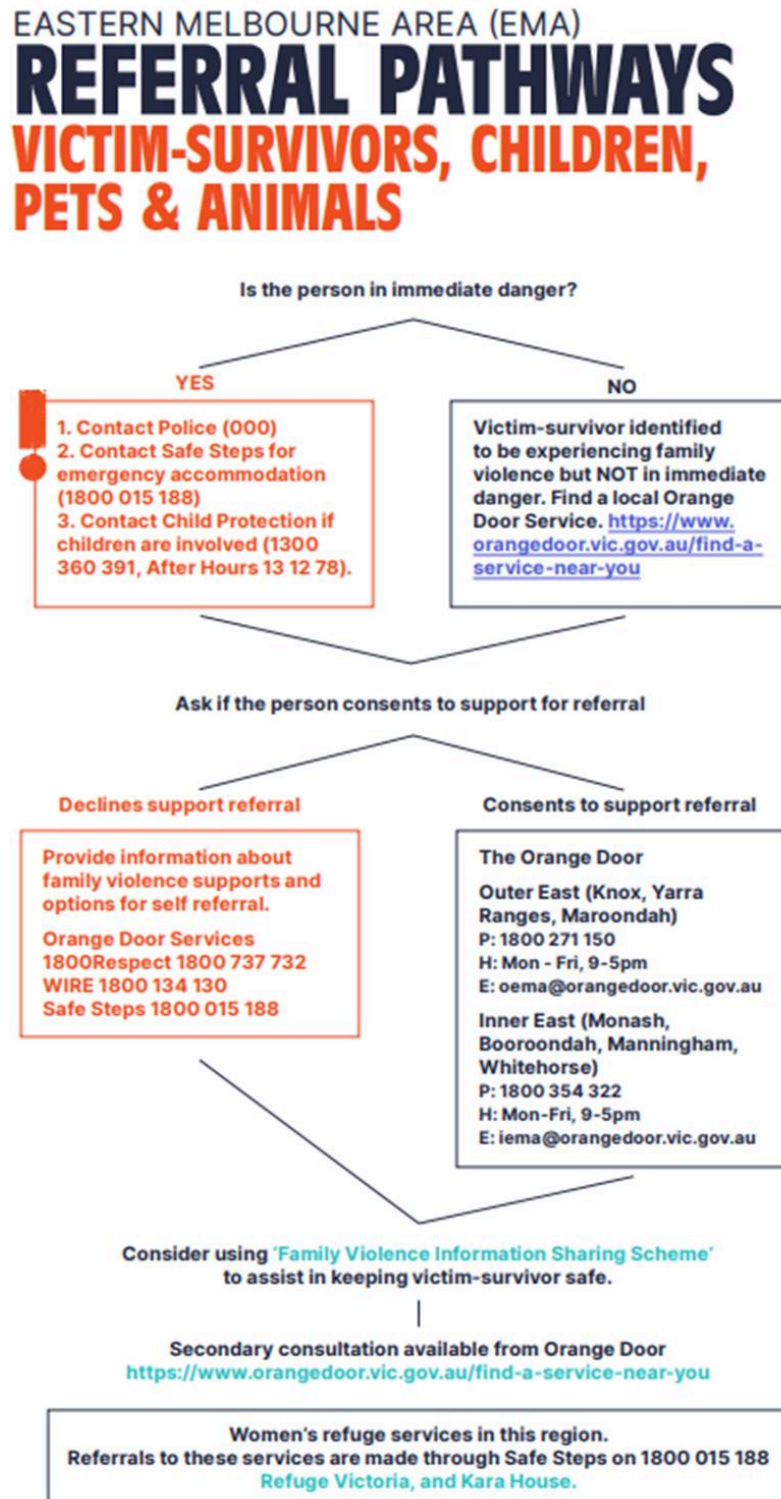 EASTERN MELBOURNE AREA (EMA)
REFERRAL PATHWAYS
VICTIM-SURVIVORS, CHILDREN,
PETS & ANIMALS
Is the person in immediate danger?
YES
1. Contact Police (000)
2. Contact Safe Steps for
emergency accommodation
(1800 015 188)
3. Contact Child Protection if
children are involved (1300
360 391, After Hours 13 12 78).
NO
Victim-survivor identified
to be experiencing family
violence but NOT in immediate
danger. Find a local Orange
Door Service. https://www.
orangedoor.vic.gov.au/find-a-
service-near-you
Ask if the person consents to support for referral
Declines support referral
Provide information about
family violence supports and
options for self referral.
Orange Door Services
1800Respect 1800 737 732
WIRE 1800 134 130
Safe Steps 1800 015 188
Consents to support referral
The Orange Door
Outer East (Knox, Yarra
Ranges, Maroondah)
P: 1800 271 150
H: Mon - Fri, 9-5pm
E: oema@orangedoor.vic.gov.au
Inner East (Monash,
Booroondah, Manningham,
Whitehorse)
P: 1800 354 322
H: Mon-Fri, 9-5pm
E: iema@orangedoor.vic.gov.au
Consider using 'Family Violence Information Sharing Scheme'
to assist in keeping victim-survivor safe.
Secondary consultation available from Orange Door
https://www.orangedoor.vic.gov.au/find-a-service-near-you
Women's refuge services in this region.
Referrals to these services are made through Safe Steps on 1800 015 188
Refuge Victoria, and Kara House.